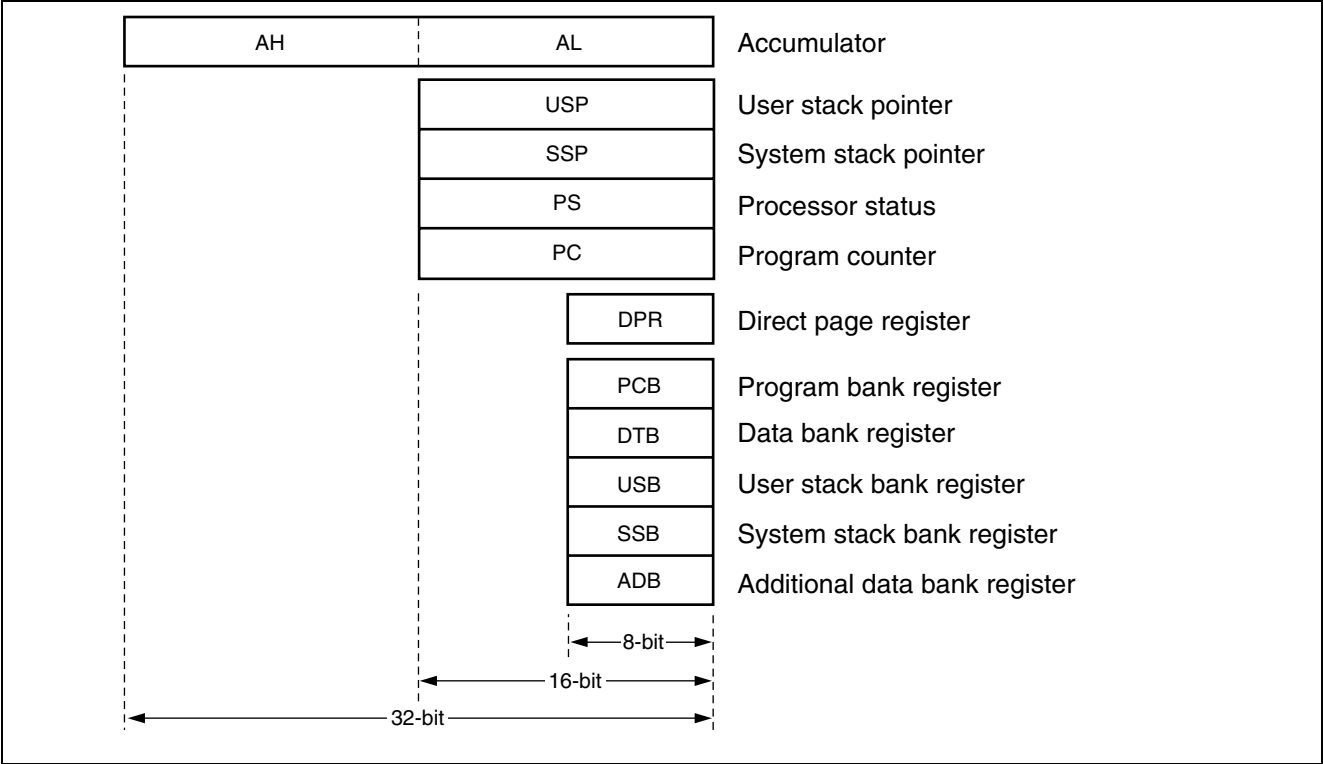 AH AL Accumulator
USP User stack pointer
SSP System stack pointer
PS Processor status
PC Program counter
DPR Direct page register
PCB Program bank register
DTB Data bank register
USB User stack bank register
SSB System stack bank register
ADB Additional data bank register
8-bit
16-bit
32-bit